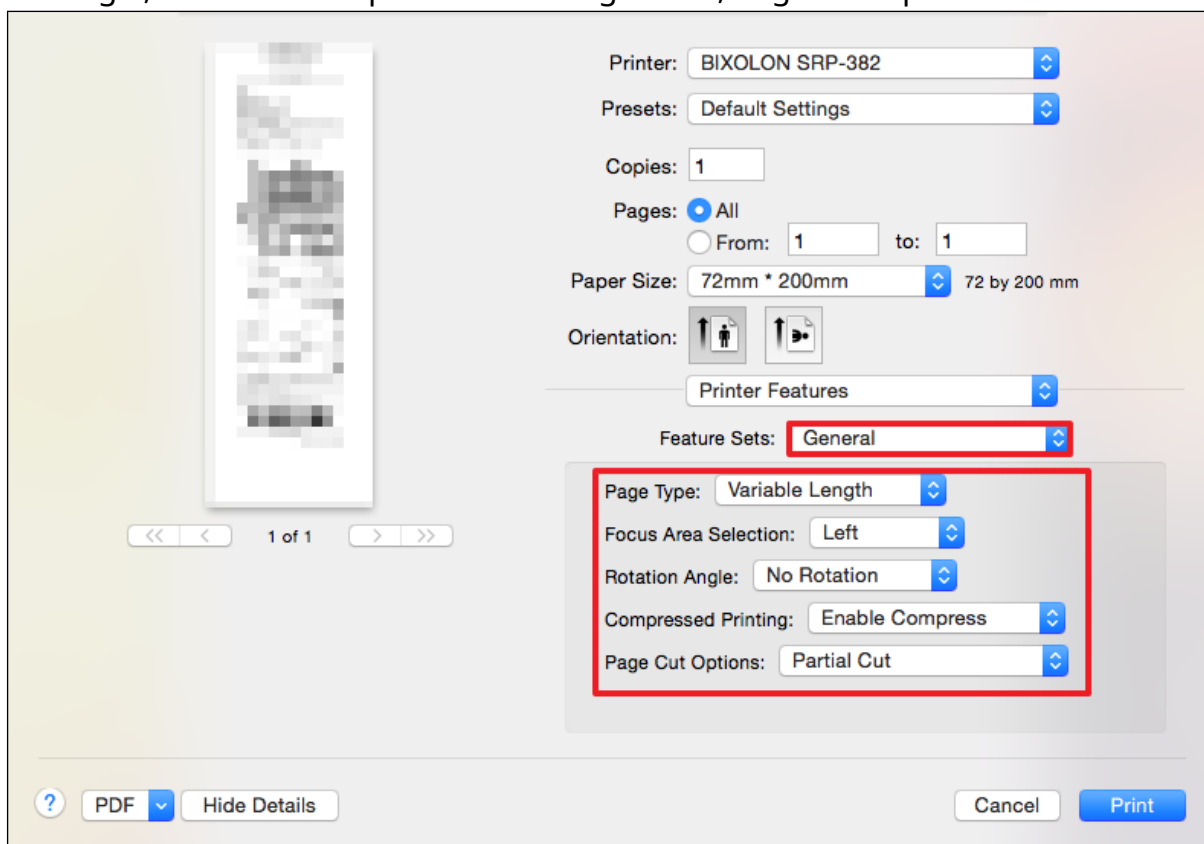 Printer: BIXOLON SRP-382
Presets: Default Settings
Copies: 1
Pages: All
From: 1 to: 1
Paper Size: 72mm * 200mm 72 by 200 mm
Orientation:
Printer Features
Feature Sets: General
Page Type: Variable Length
Focus Area Selection: Left
Rotation Angle: No Rotation
Compressed Printing: Enable Compress
Page Cut Options: Partial Cut
<< < 1 of 1 > >>
? PDF Hide Details Cancel Print